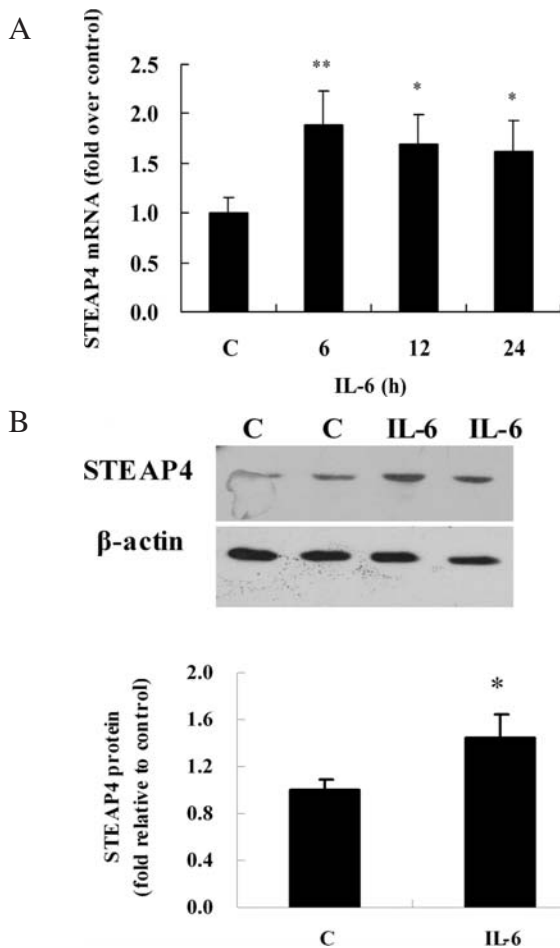 A
STEAP4 mRNA (fold over control)
2.5
2.0
1.5
1.0
0.5
0.0
**
*
*
C 6 12 24
IL-6 (h)
B
C C IL-6 IL-6
STEAP4
β-actin
STEAP4 protein
(fold relative to control)
2.0
1.6
1.2
0.8
0.4
0
*
C IL-6